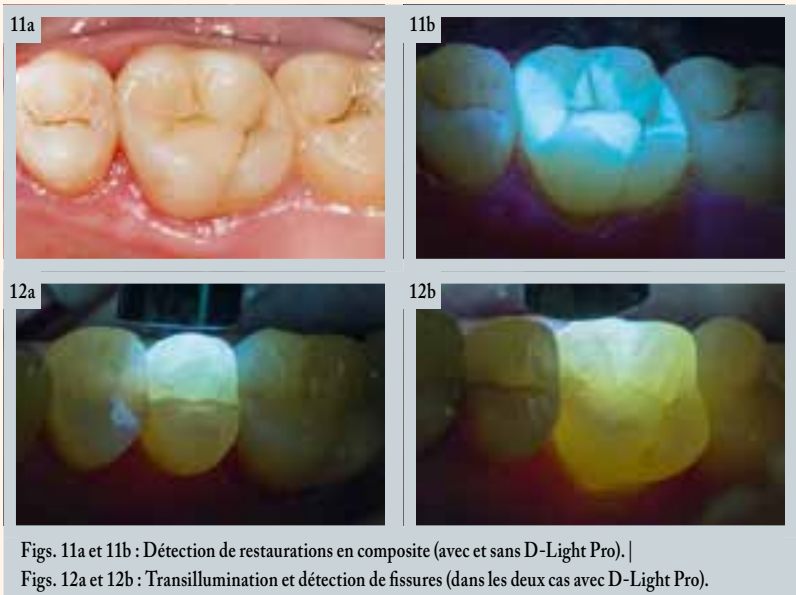 11a
11b
12a
12b
Figs. 11a et 11b : Détection de restaurations en composite (avec et sans D-Light Pro). |
Figs. 12a et 12b : Transillumination et détection de fissures (dans les deux cas avec D-Light Pro).